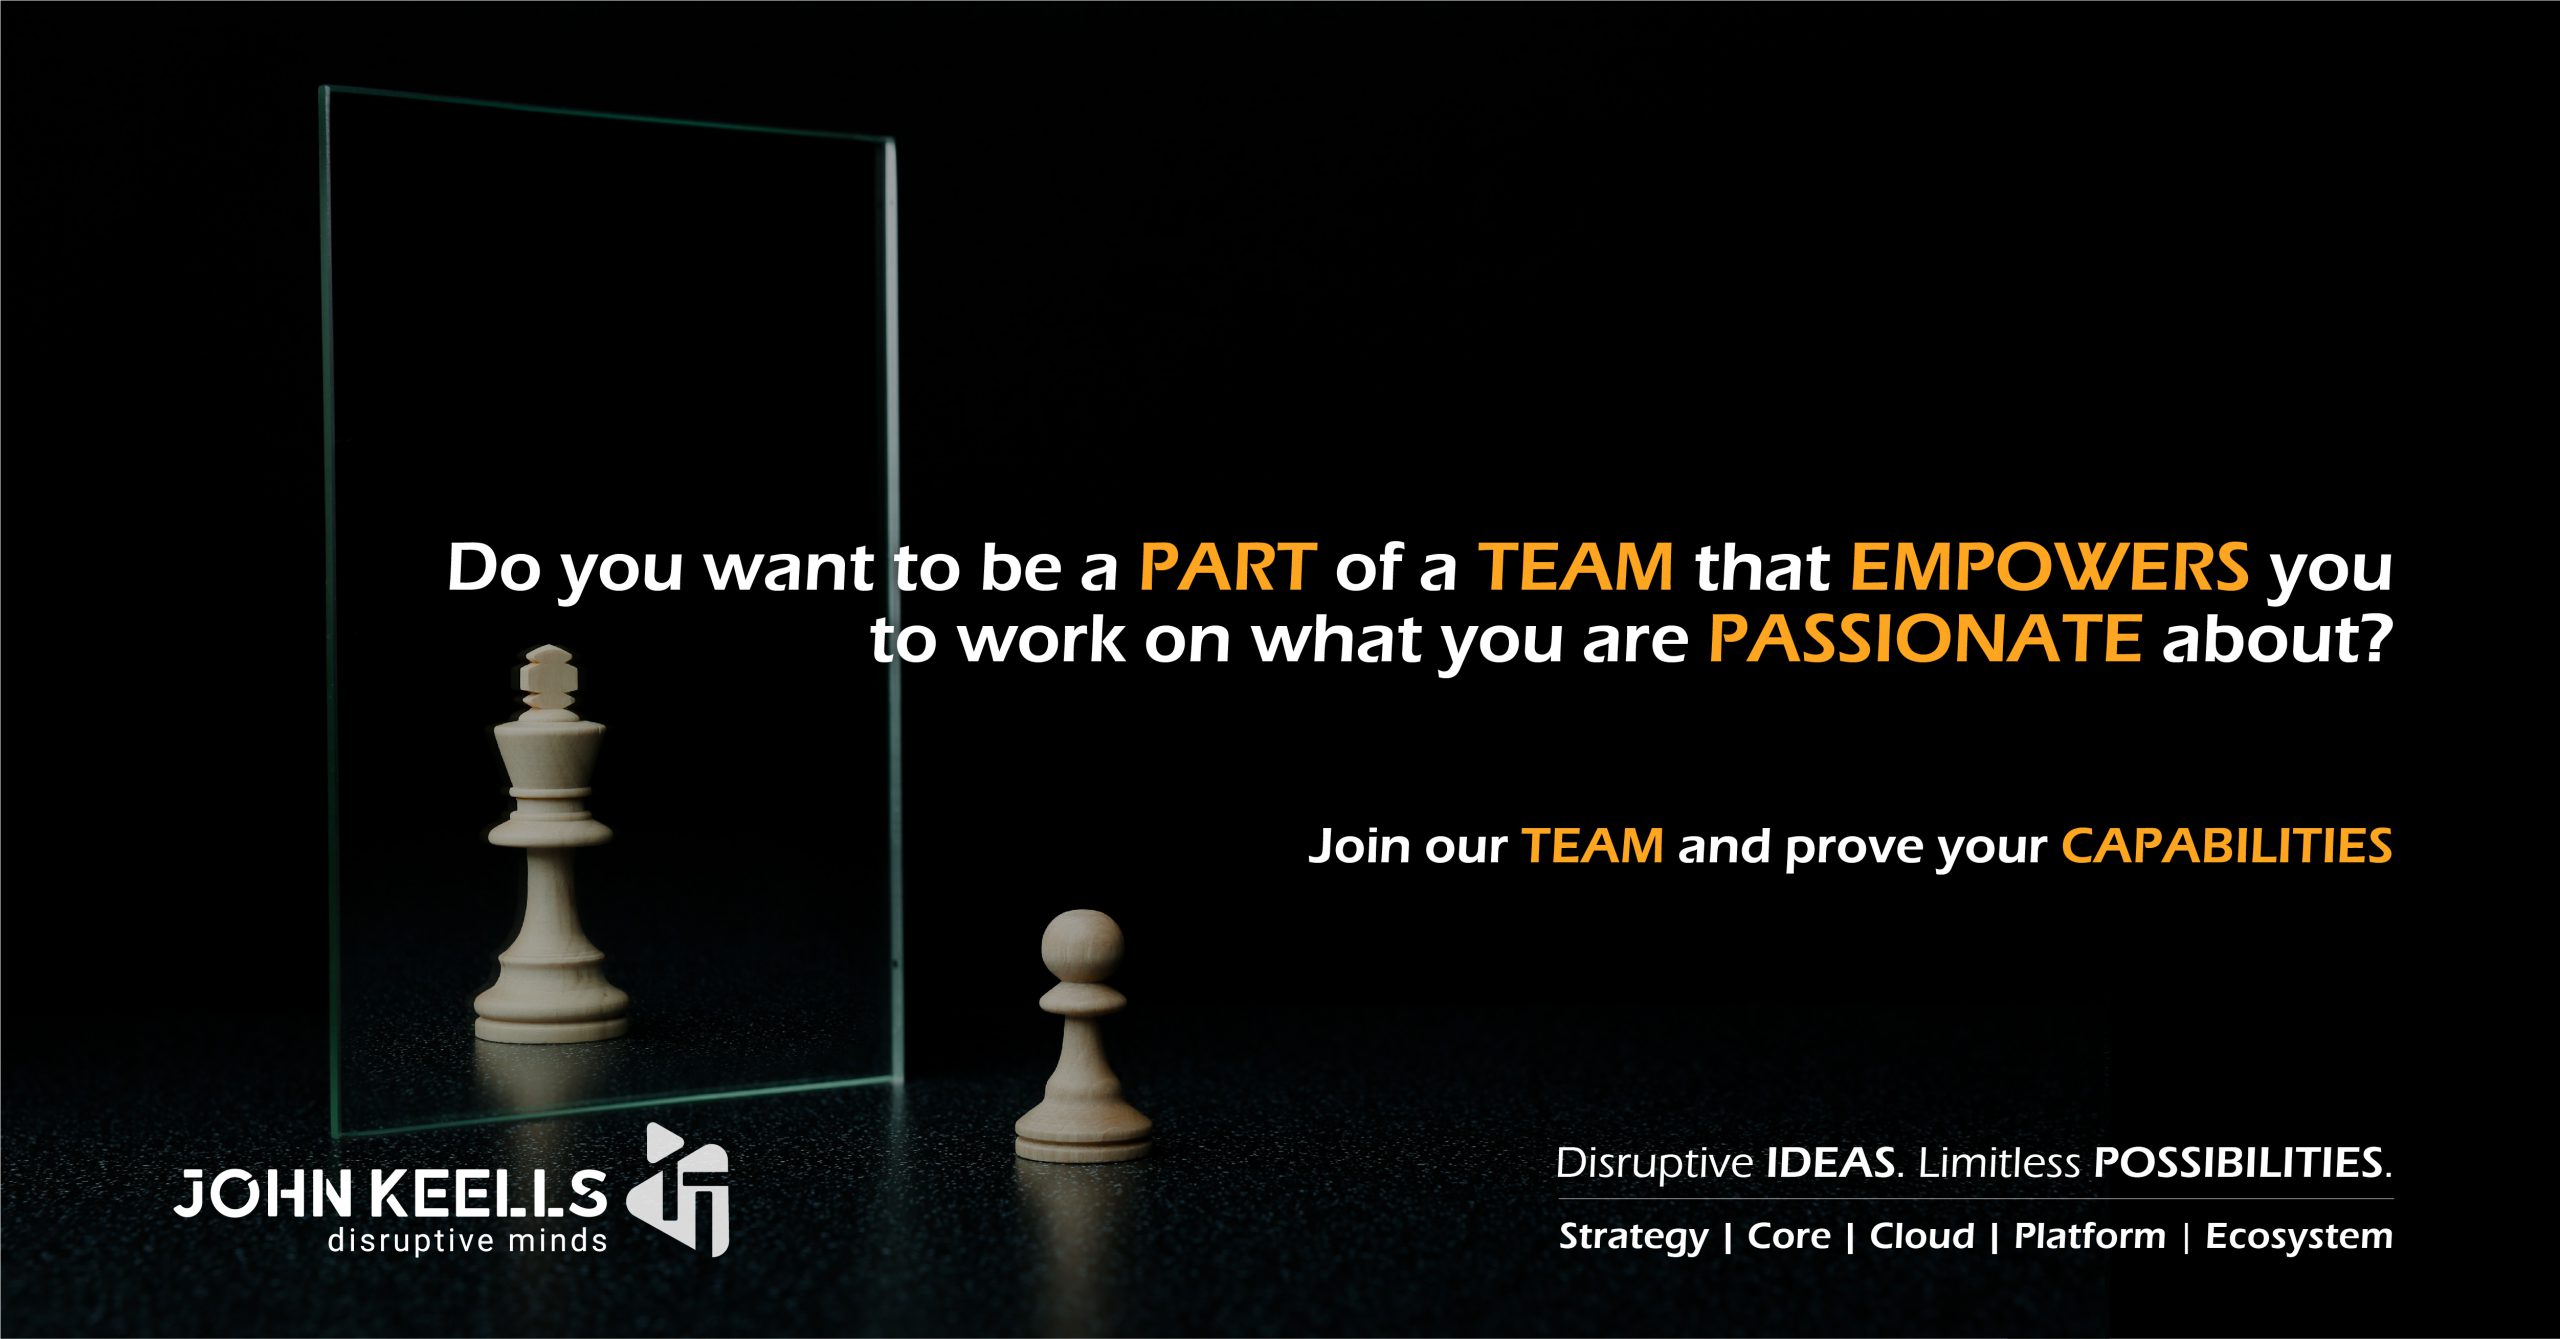 Do you want to be a PART of a TEAM that EMPOWERS you
to work on what you are PASSIONATE about?
Join our TEAM and prove your CAPABILITIES
JOHN KEELLS
disruptive minds
IT
Disruptive IDEAS. Limitless POSSIBILITIES.
Strategy | Core | Cloud | Platform | Ecosystem